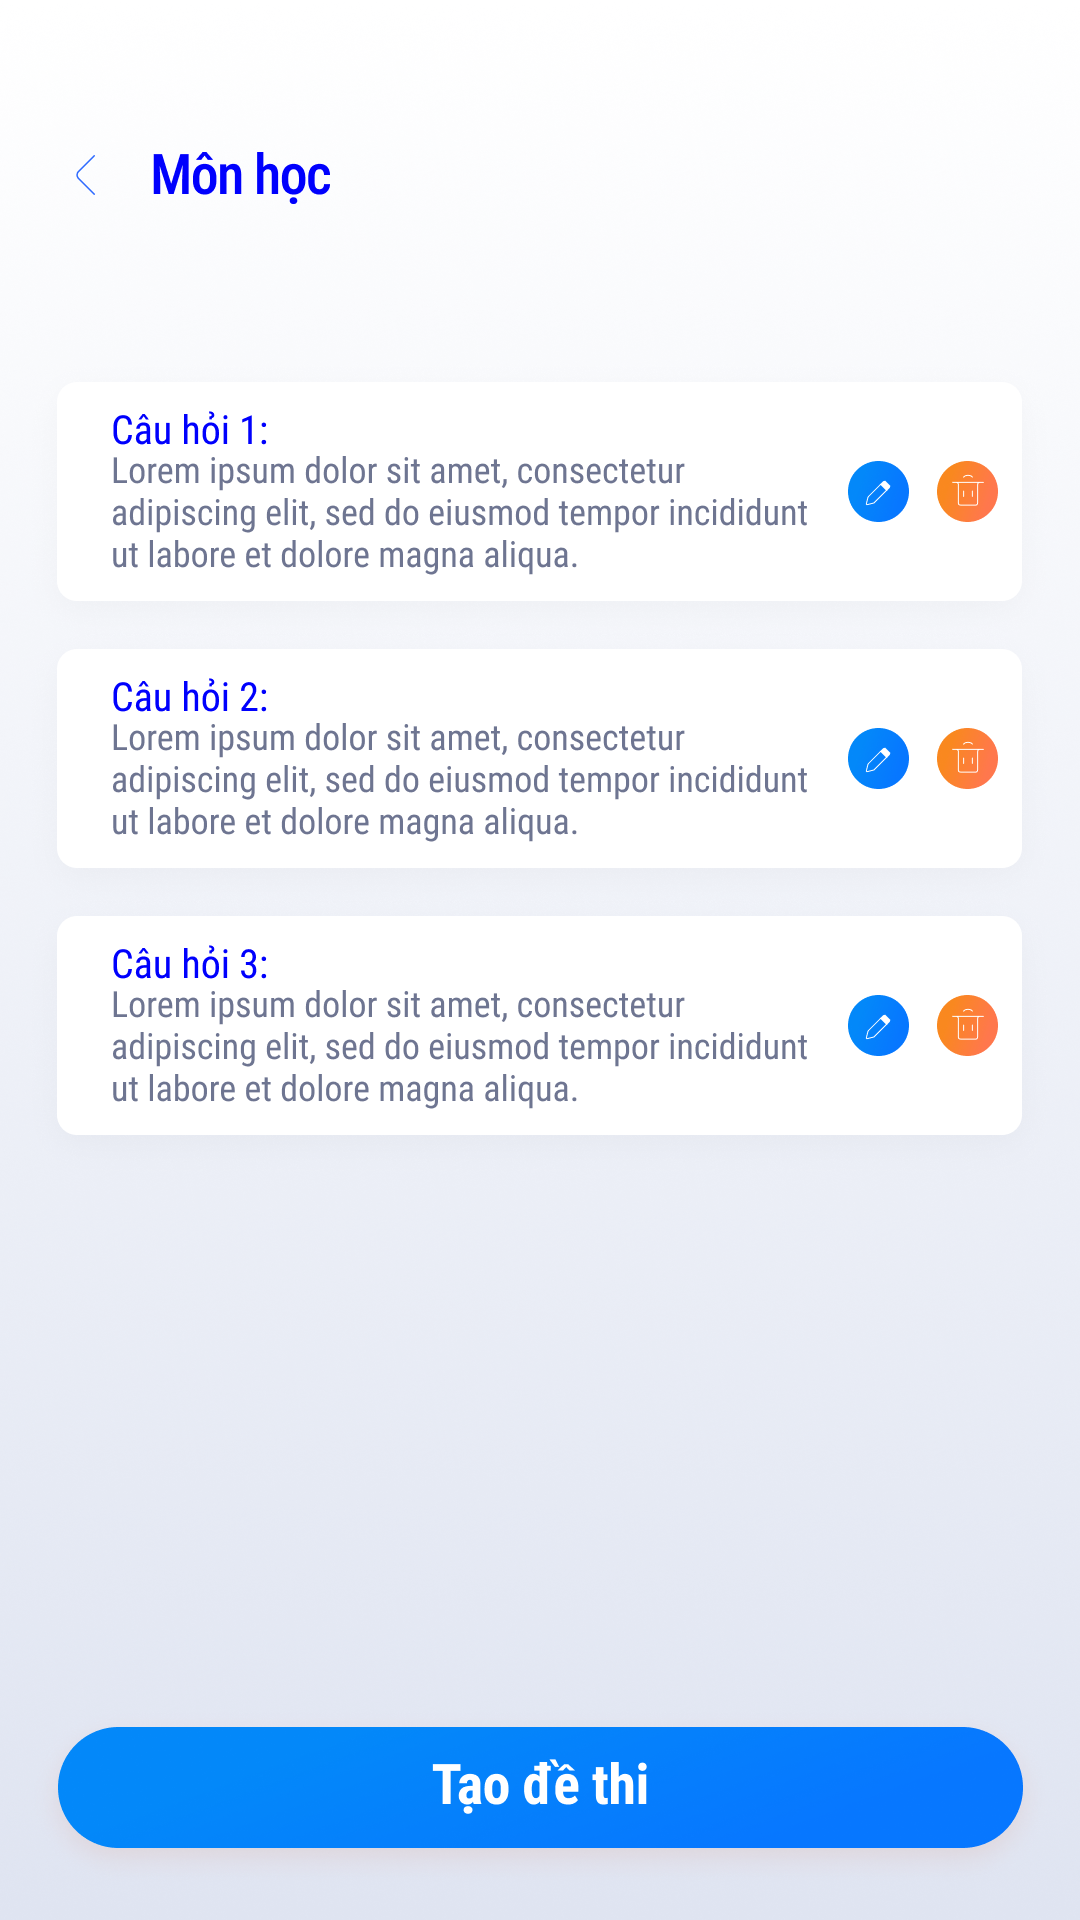 Môn học
Câu hỏi 1:
Lorem ipsum dolor sit amet, consectetur
adipiscing elit, sed do eiusmod tempor incididunt
ut labore et dolore magna aliqua.
Câu hỏi 2:
Lorem ipsum dolor sit amet, consectetur
adipiscing elit, sed do eiusmod tempor incididunt
ut labore et dolore magna aliqua.
Câu hỏi 3:
Lorem ipsum dolor sit amet, consectetur
adipiscing elit, sed do eiusmod tempor incididunt
ut labore et dolore magna aliqua.
Tạo đề thi